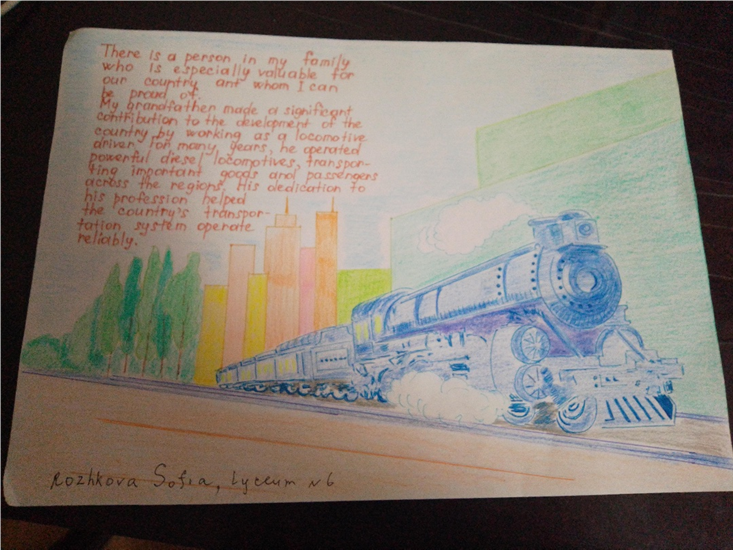 There is a person in my family
who is especially valuable for
our country ant whom I can
be proud of.
My brandfather made a significant
contribution to the development of the
country by working as a locomotive
driver. For many years, he operated
powerful diesel locomotives, transpor-
ting important goods and passengers
across the regions. His dedication to
his profession helped
the country's transpor-
tation system operate
reliably.
Rozhkova Sofia, Lyceum N6